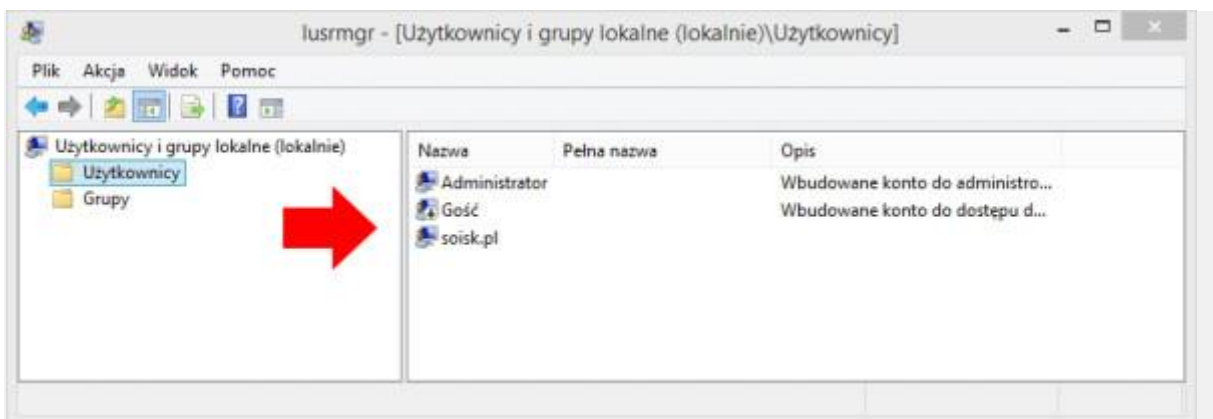 lusrmgr - [Użytkownicy i grupy lokalne (lokalnie)\Użytkownicy]
Plik Akcja Widok Pomoc
Użytkownicy i grupy lokalne (lokalnie)
Użytkownicy
Grupy
Nazwa Pełna nazwa Opis
Administrator Wbudowane konto do administro...
Gość Wbudowane konto do dostępu d...
soisk.pl